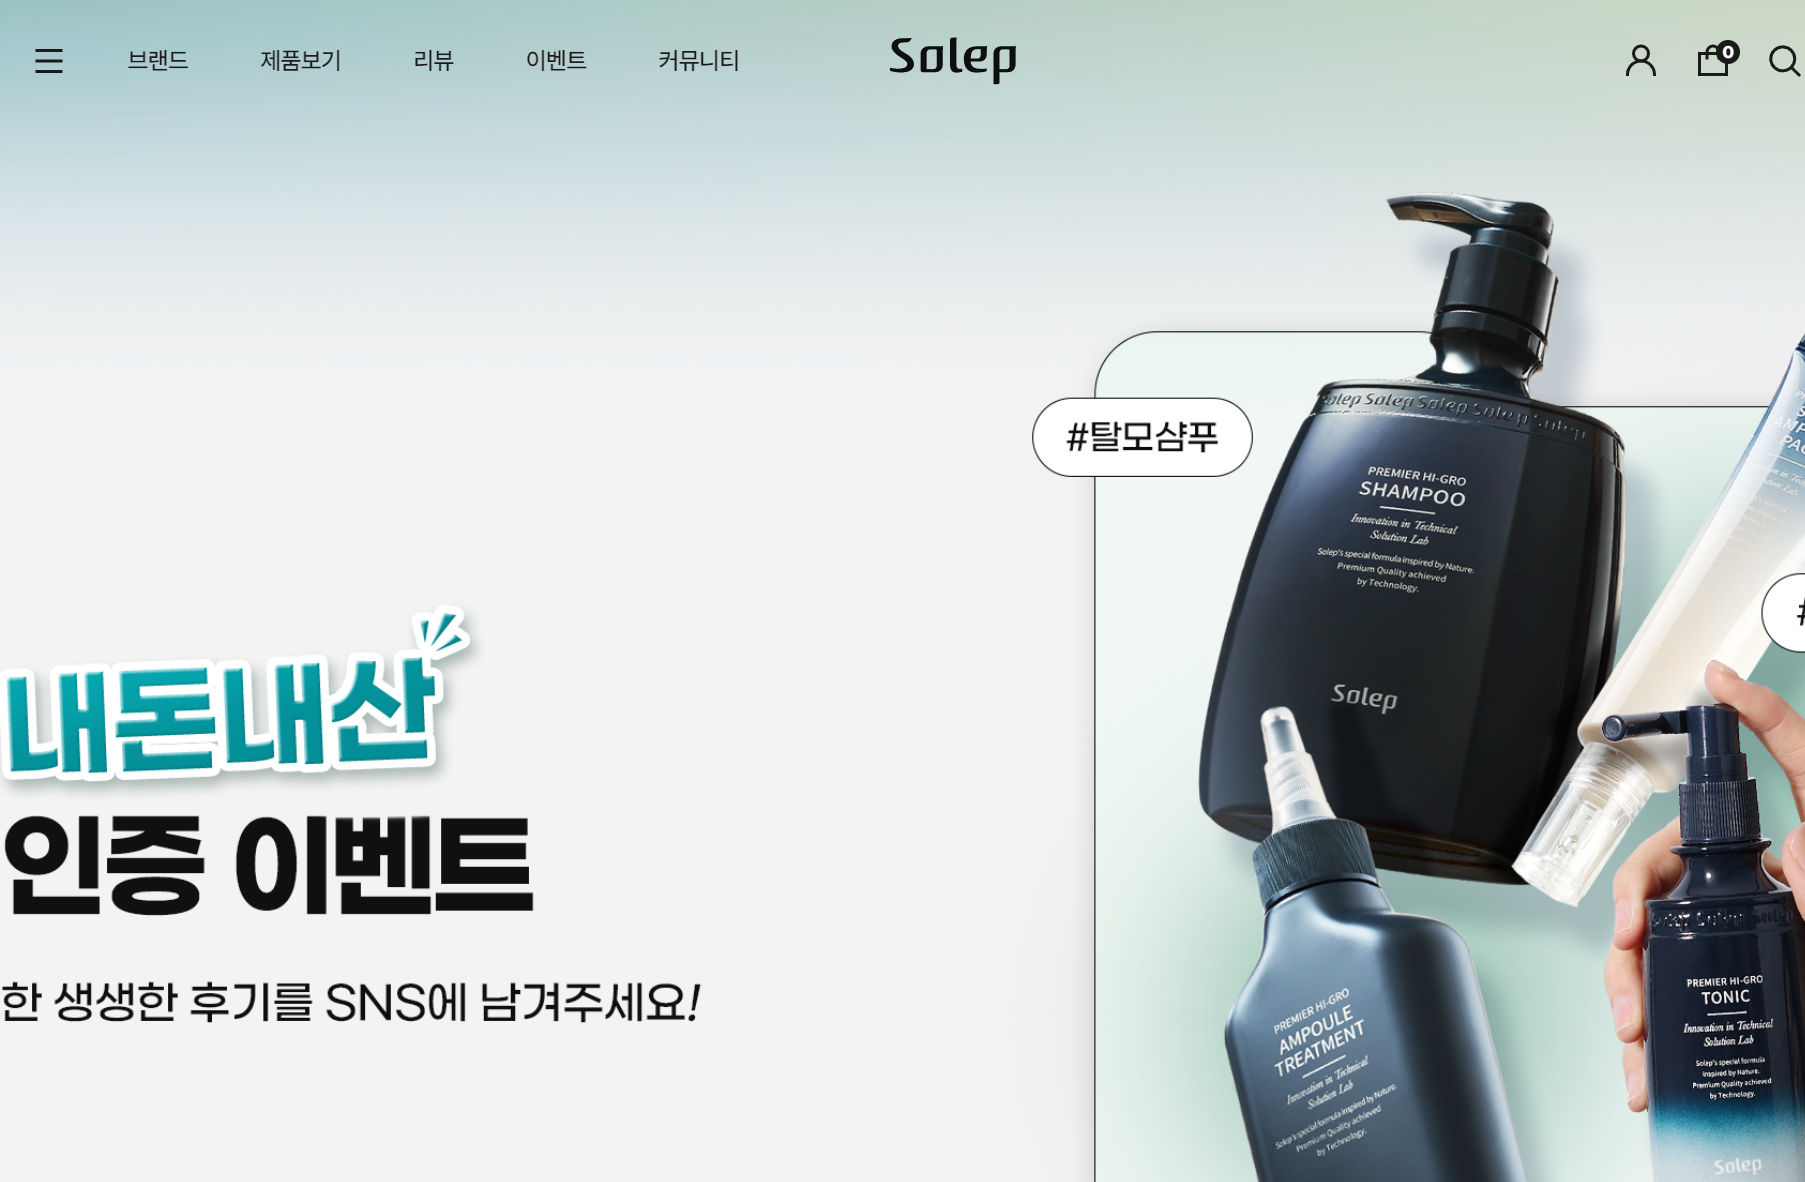 브랜드 제품보기 리뷰 이벤트 커뮤니티 Solep 0
#탈모샴푸
Solep Solep Solep Solep Solep
PREMIER HI-GRO
SHAMPOO
Innovation in Technical
Solution Lab
Solep's special formula inspired by Nature.
Premium Quality achieved
by Technology.
Solep
#
내돈내산
인증 이벤트
한 생생한 후기를 SNS에 남겨주세요!
PREMIER HI-GRO
AMPOULE
TREATMENT
Innovation in Technical
Solution Lab
Solep's special formula inspired by Nature.
Premium Quality achieved
by Technology.
Solep Solep Solep
PREMIER HI-GRO
TONIC
Innovation in Technical
Solution Lab
Solep's special formula
inspired by Nature.
Premium Quality achieved
by Technology.
Solep